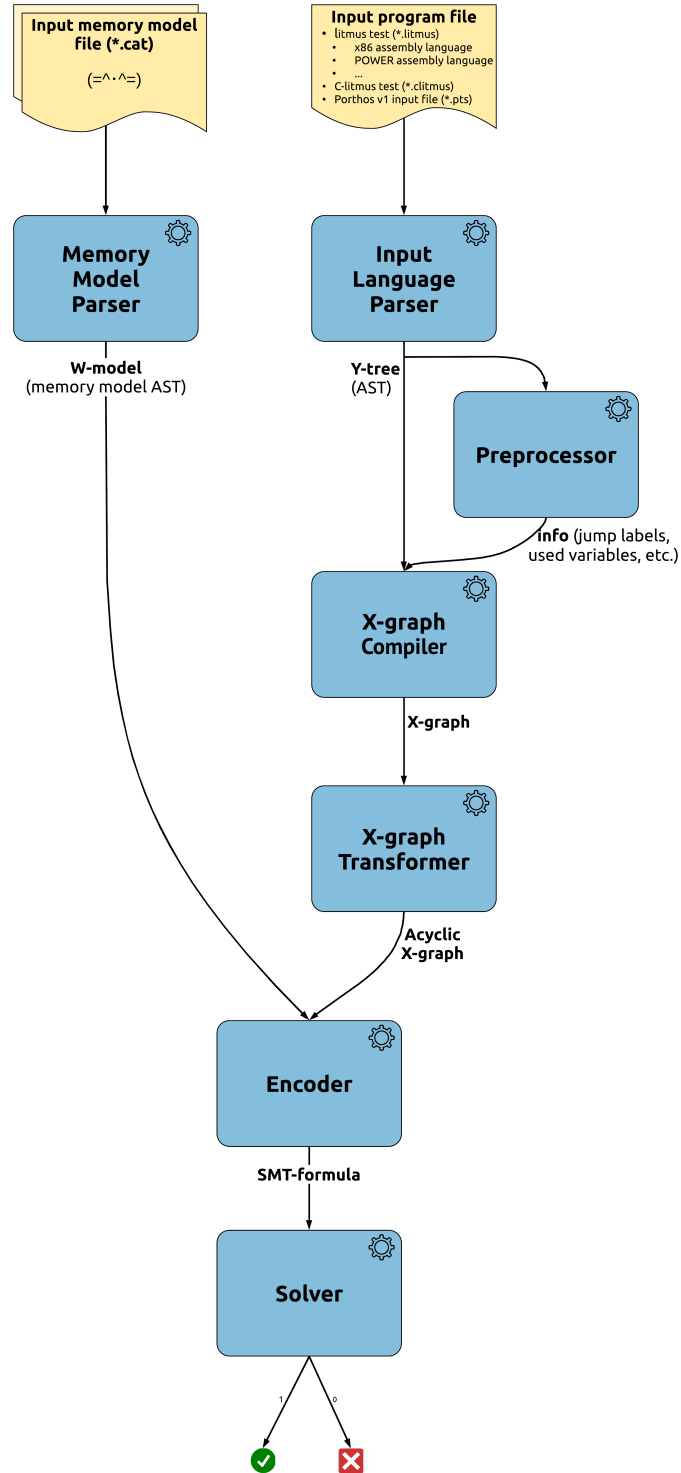 Input memory model
file (*.cat)
(=^·^=)
Input program file
• litmus test (*.litmus)
• x86 assembly language
• POWER assembly language
• ...
• C-litmus test (*.clitmus)
• Porthos v1 input file (*.pts)
Memory
Model
Parser
Input
Language
Parser
W-model
(memory model AST)
Y-tree
(AST)
Preprocessor
info (jump labels,
used variables, etc.)
X-graph
Compiler
X-graph
X-graph
Transformer
Acyclic
X-graph
Encoder
SMT-formula
Solver
1
0